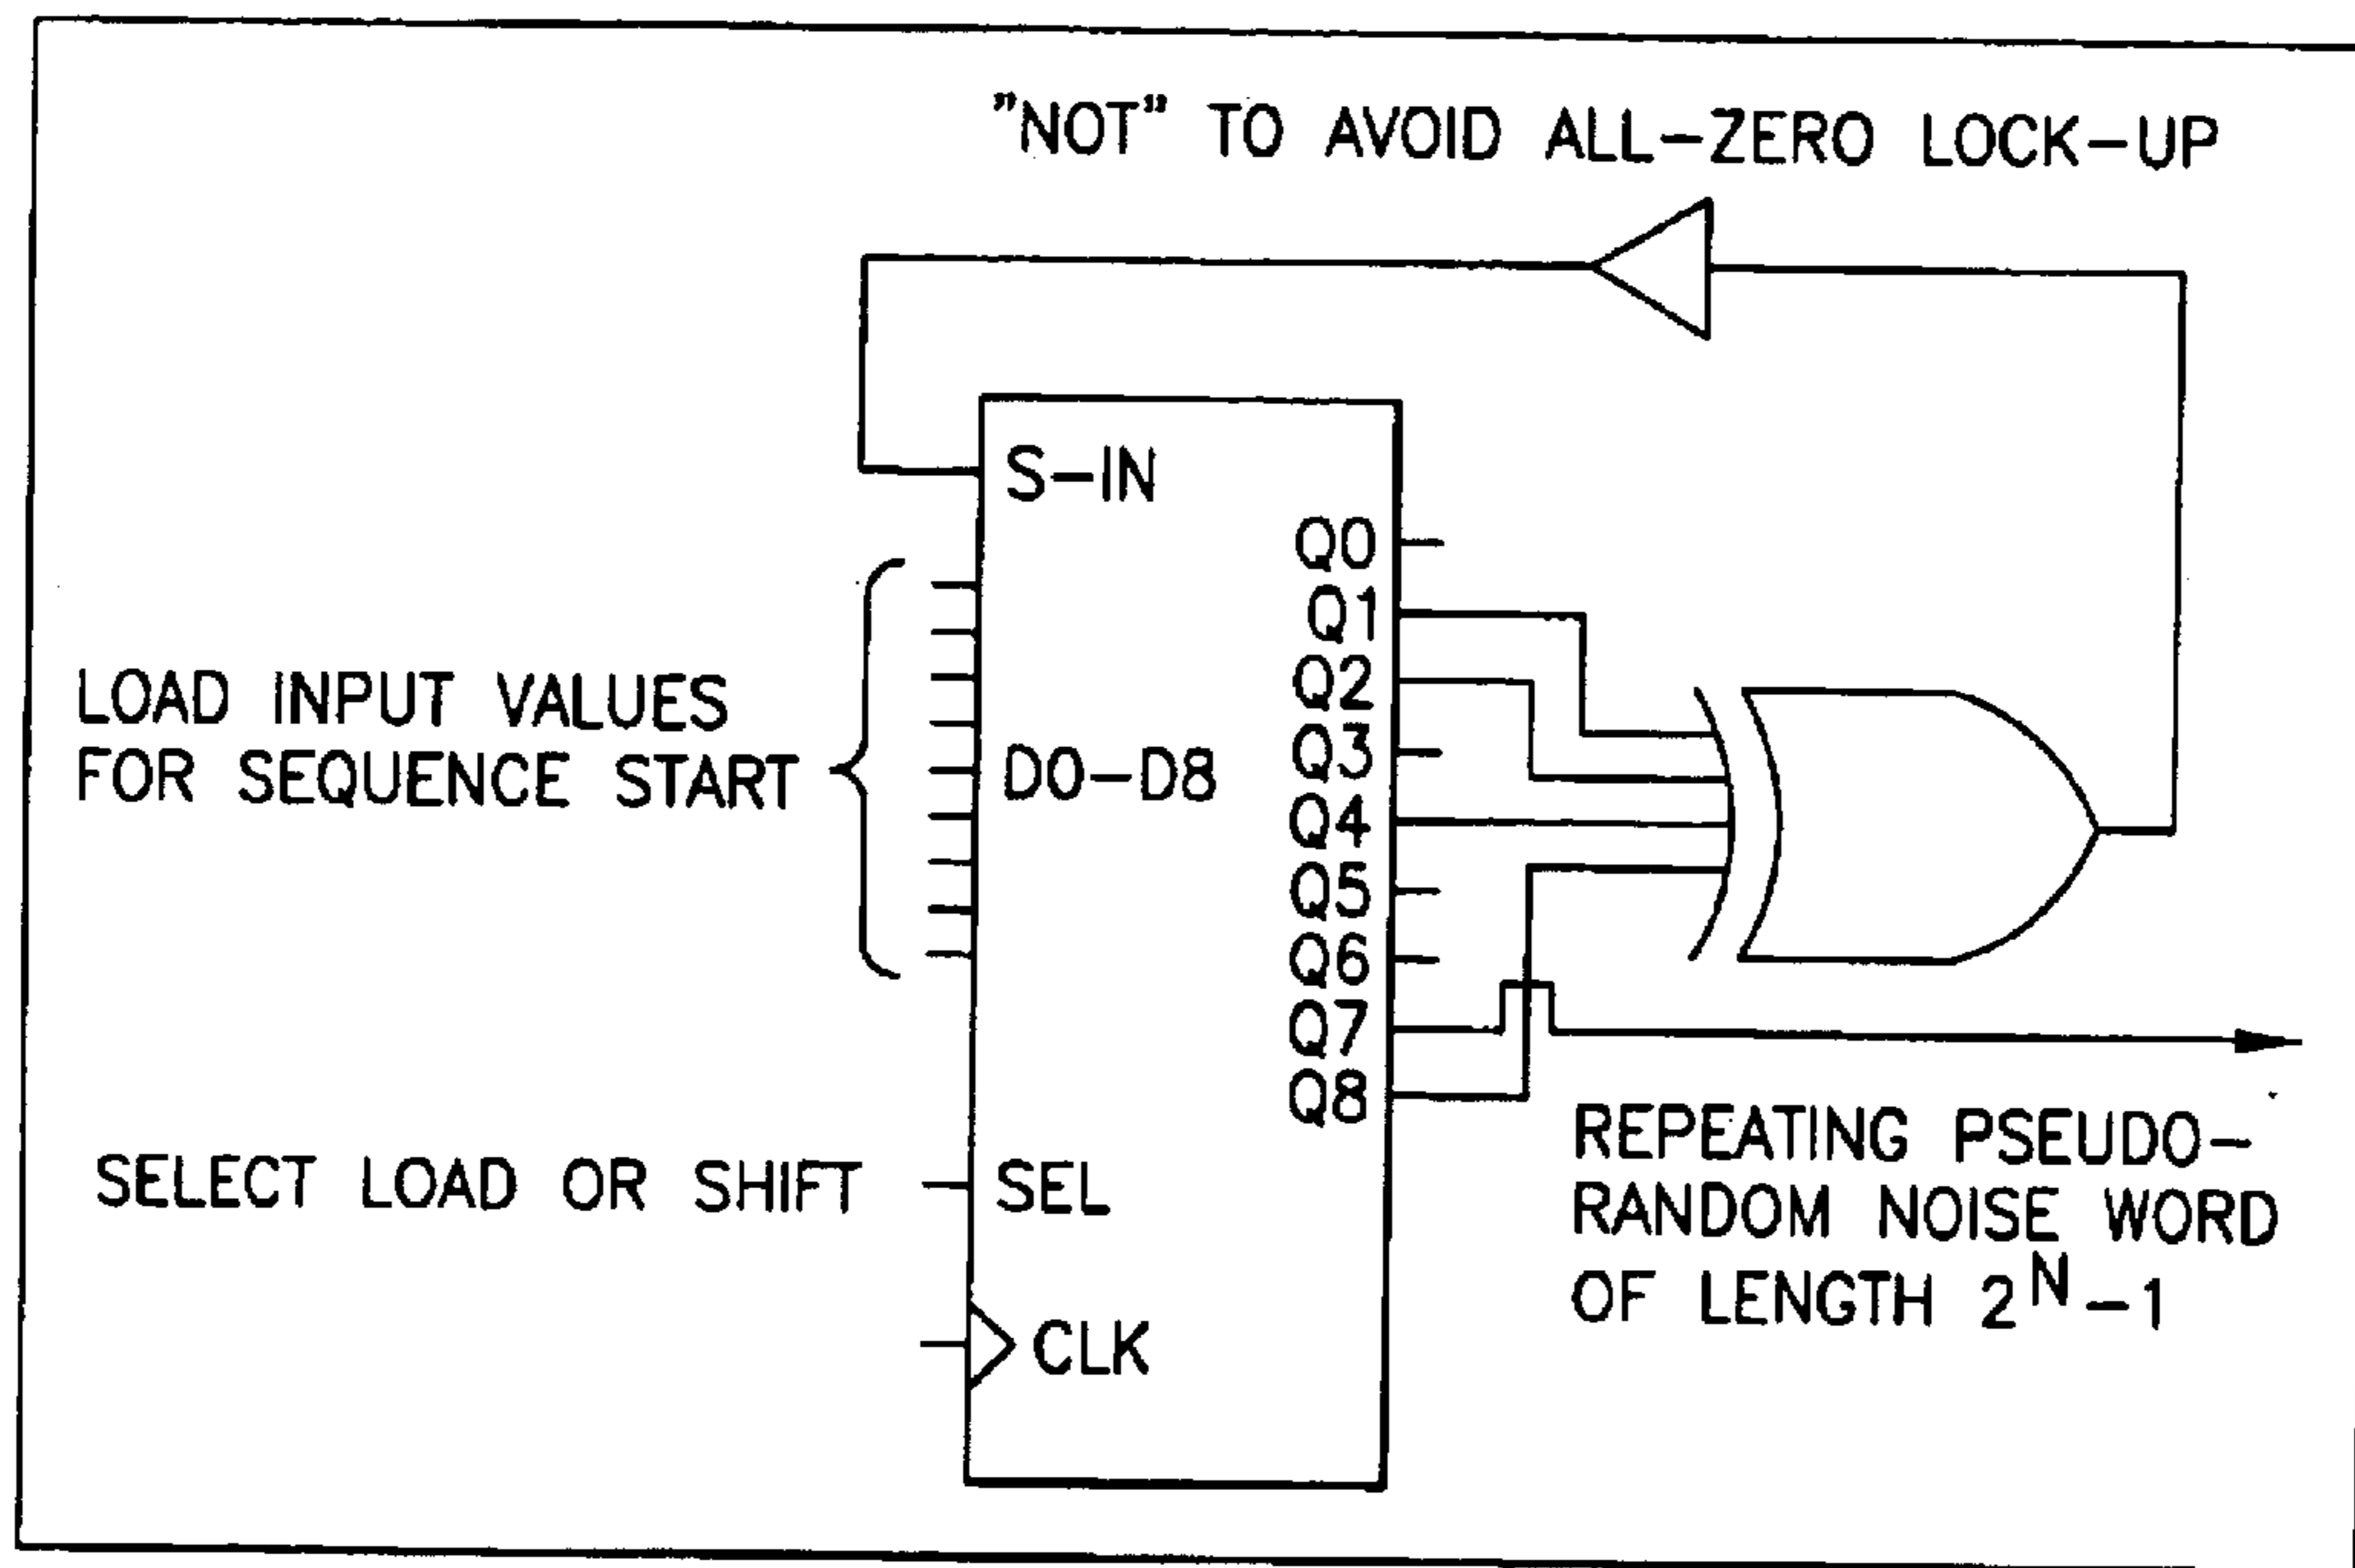 "NOT" TO AVOID ALL-ZERO LOCK-UP
S-IN
Q0
Q1
Q2
Q3
Q4
Q5
Q6
Q7
Q8
LOAD INPUT VALUES
FOR SEQUENCE START
D0-D8
SELECT LOAD OR SHIFT
SEL
CLK
REPEATING PSEUDO-
RANDOM NOISE WORD
OF LENGTH 2^N-1